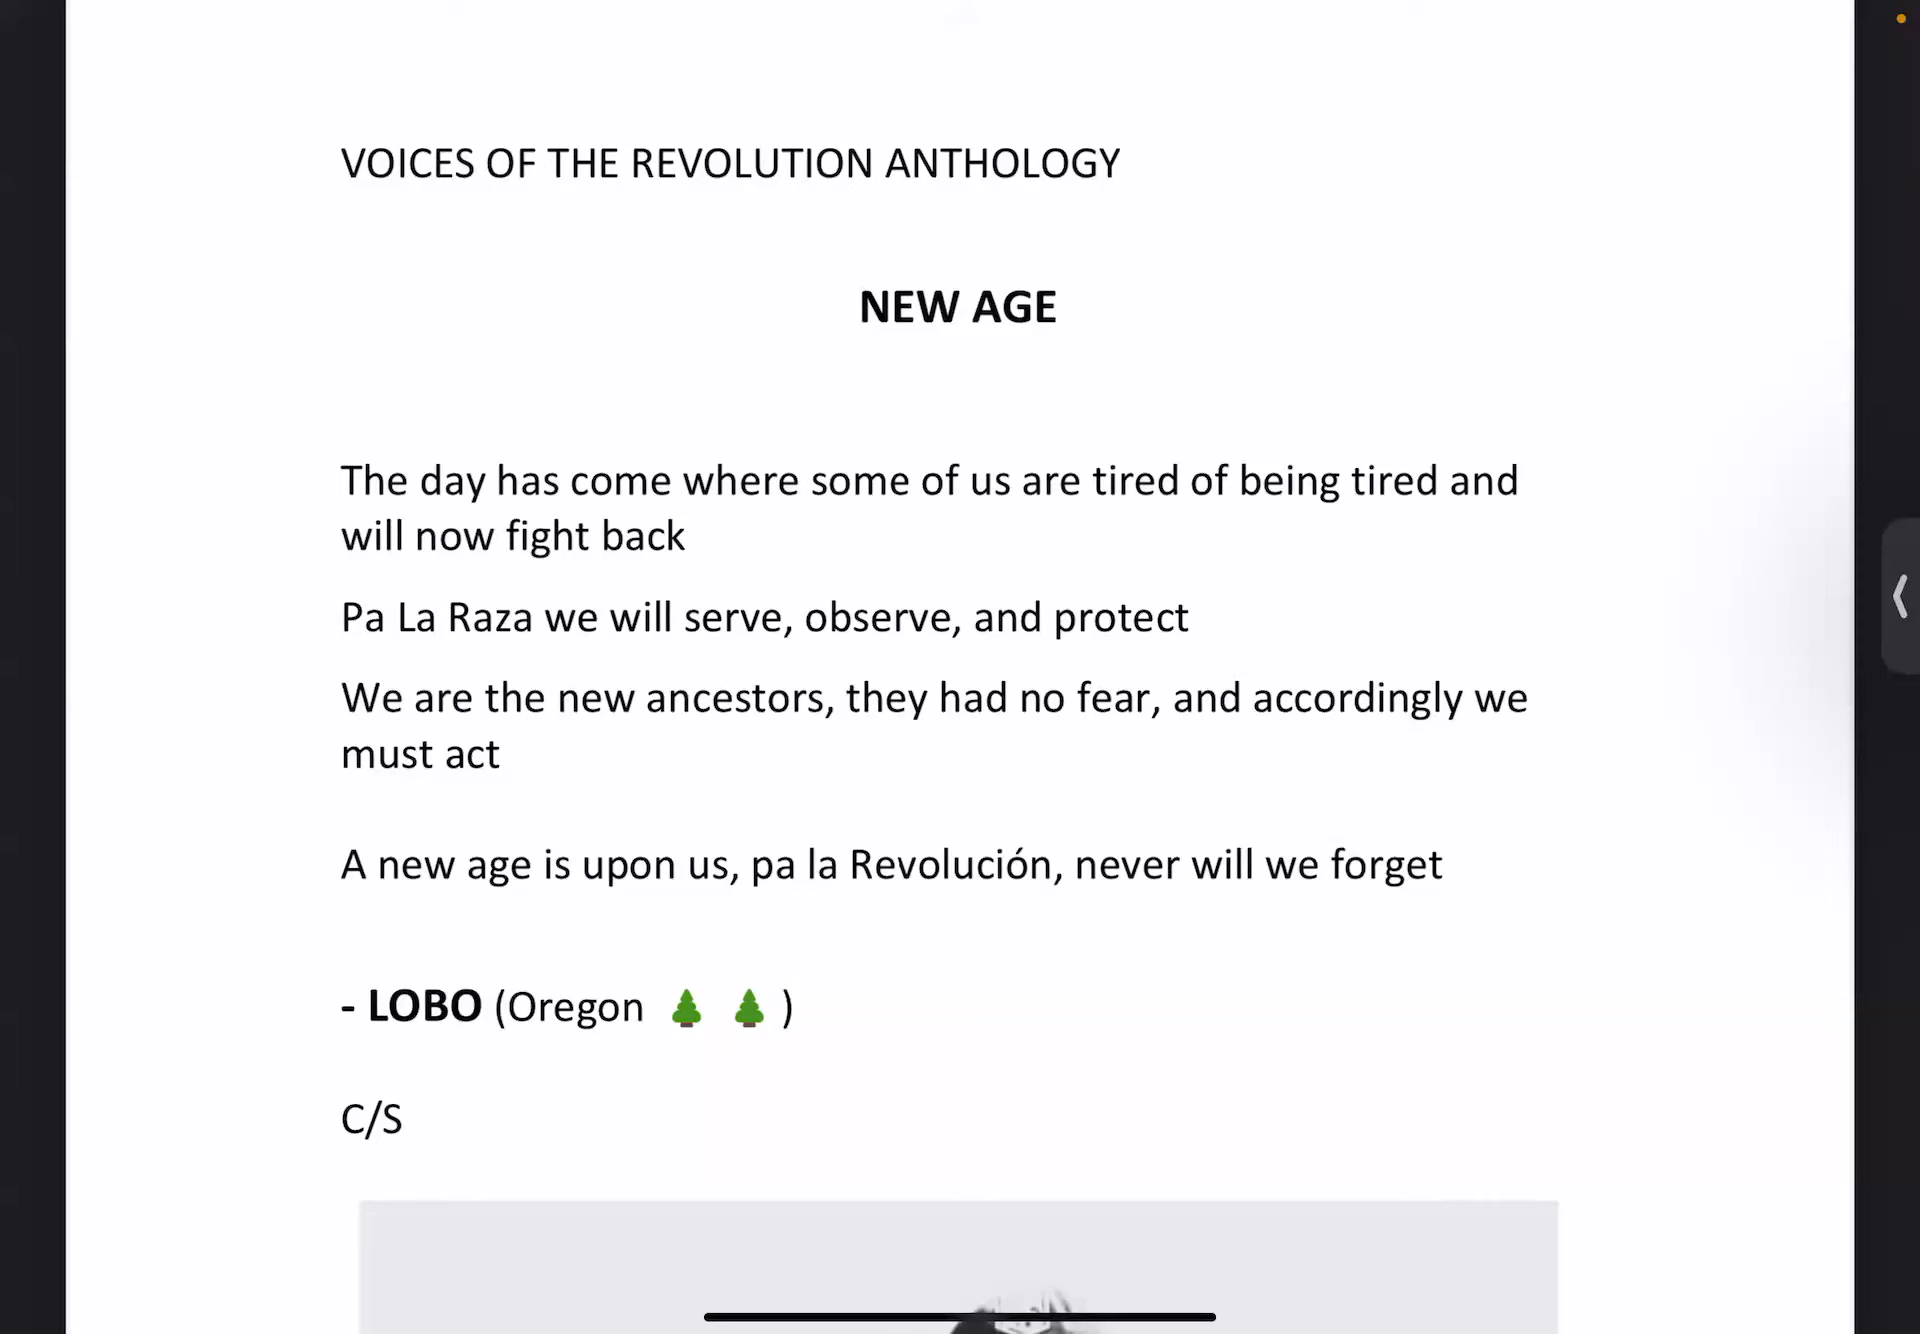 VOICES OF THE REVOLUTION ANTHOLOGY
NEW AGE
The day has come where some of us are tired of being tired and
will now fight back
Pa La Raza we will serve, observe, and protect
We are the new ancestors, they had no fear, and accordingly we
must act
A new age is upon us, pa la Revolución, never will we forget
- LOBO (Oregon 🌲 🌲 )
C/S